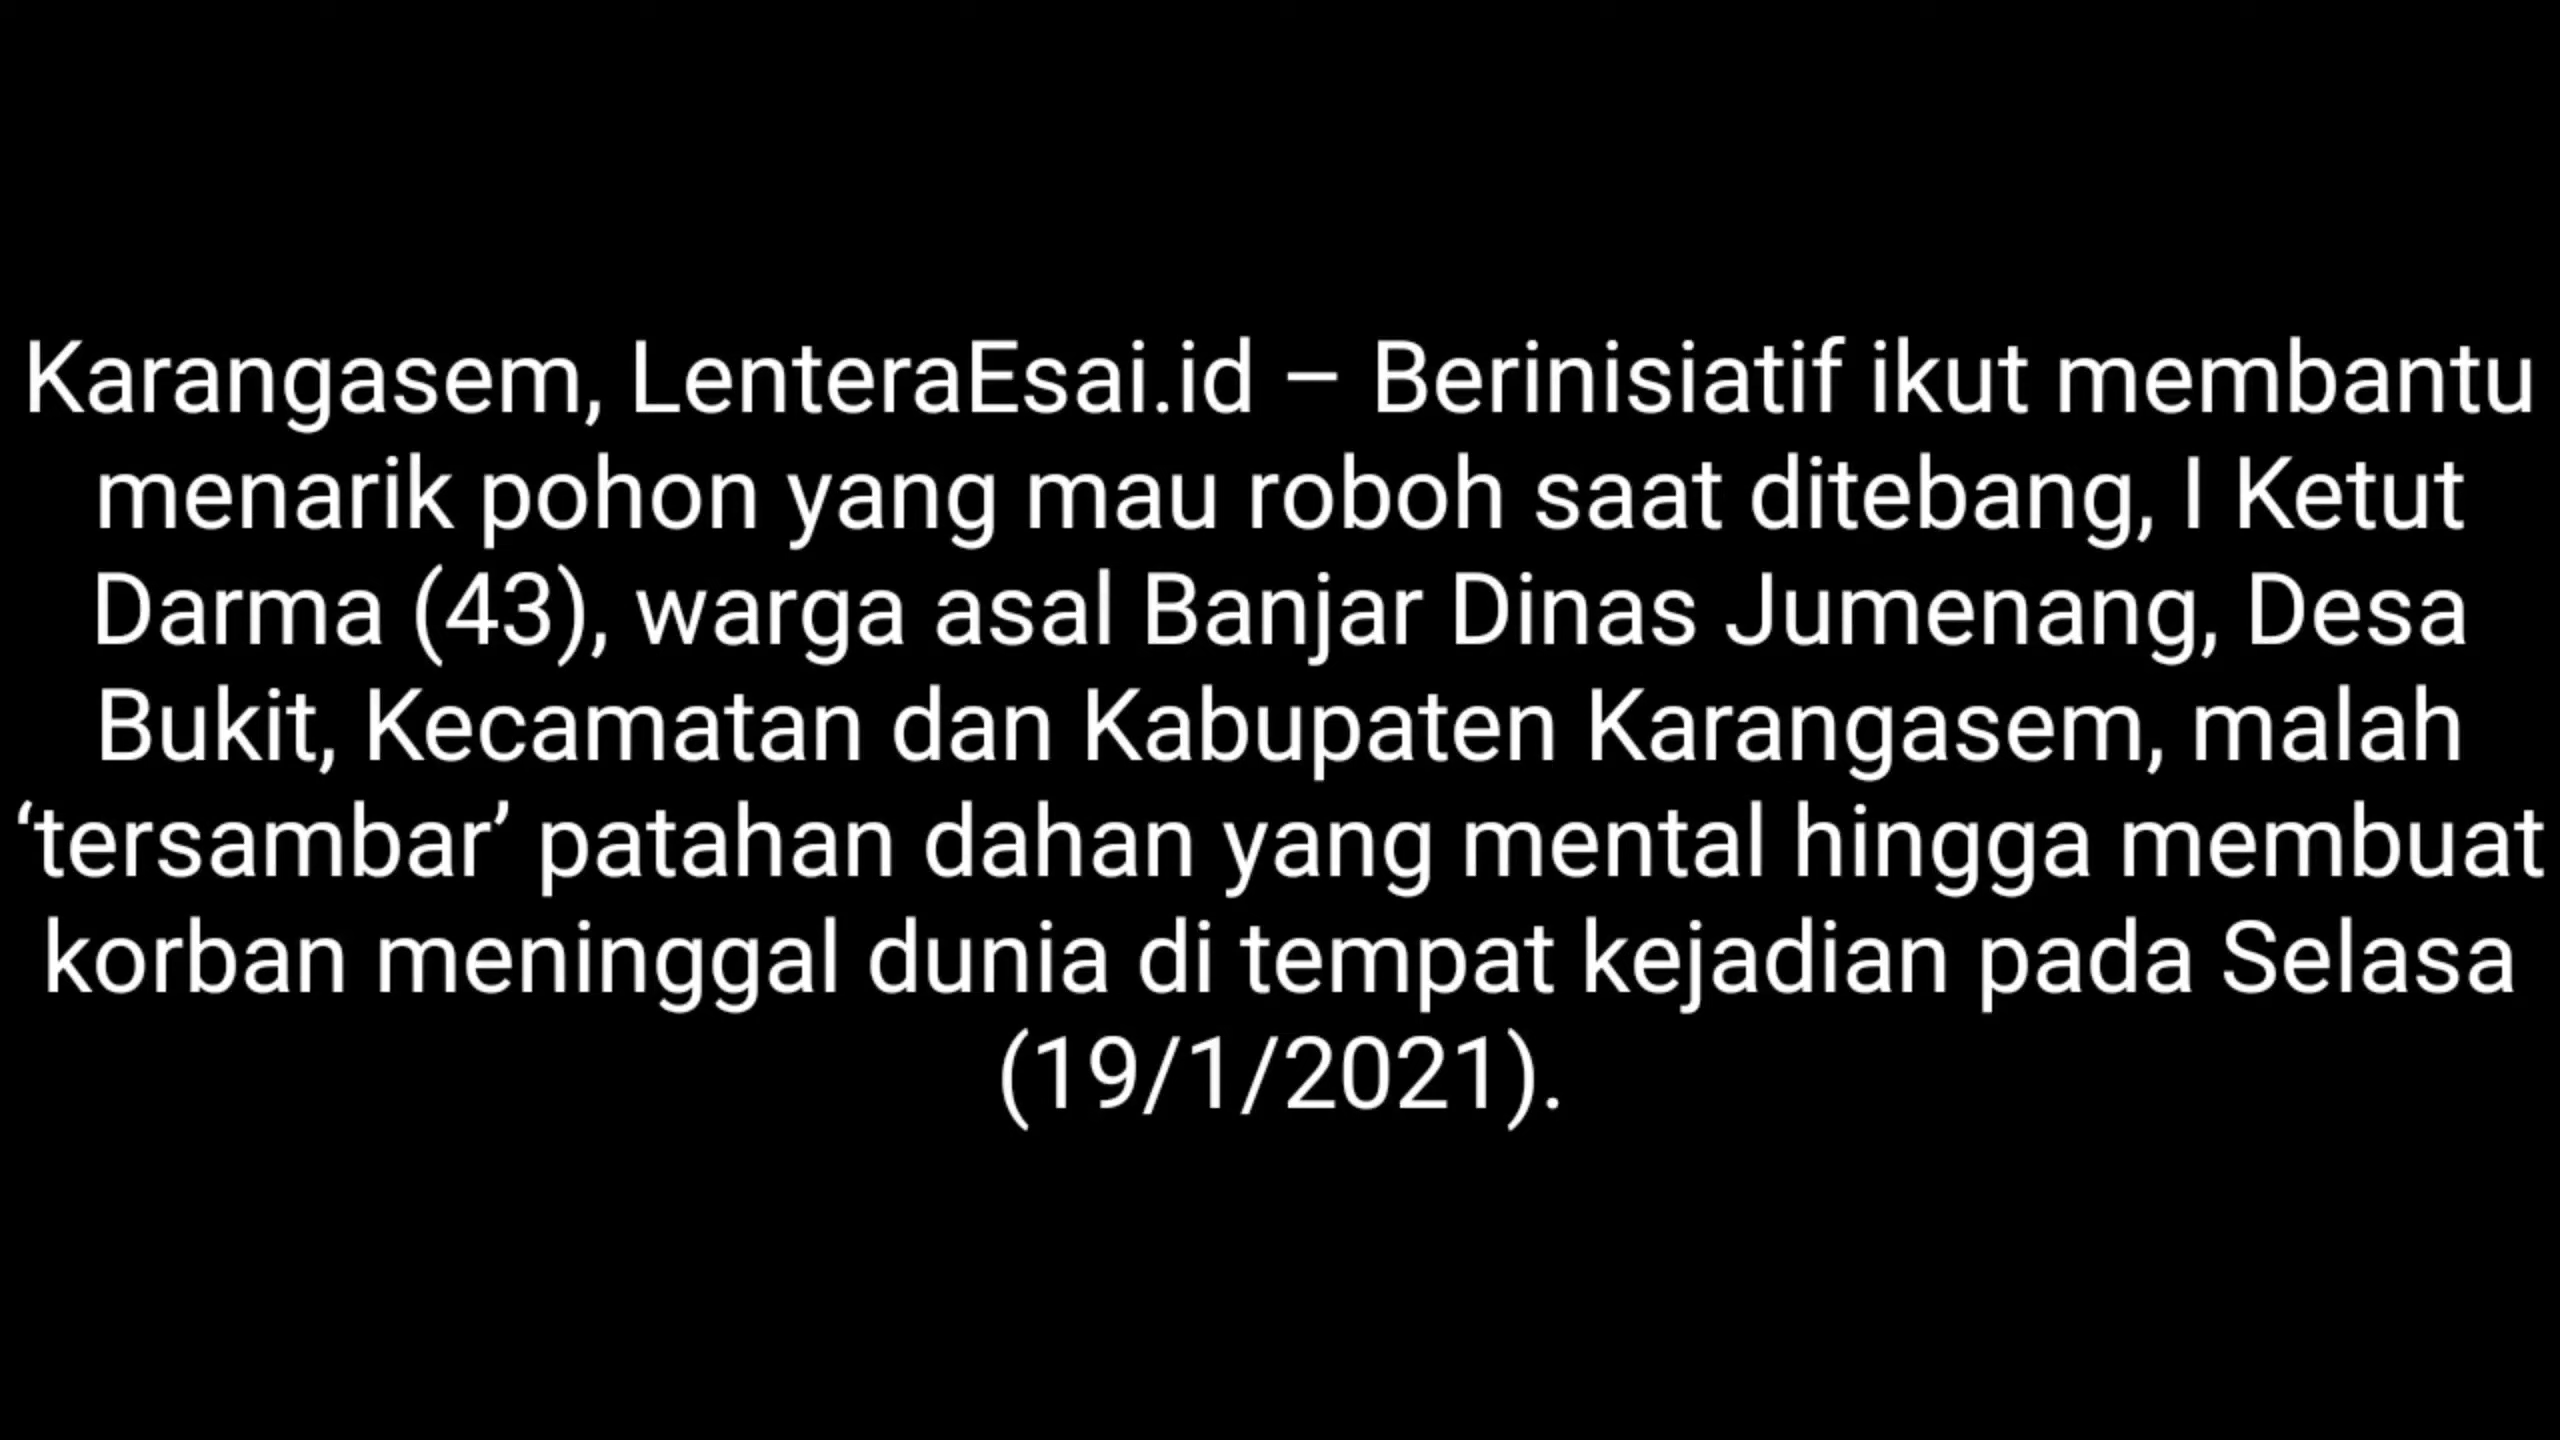 Karangasem, LenteraEsai.id – Berinisiatif ikut membantu
menarik pohon yang mau roboh saat ditebang, I Ketut
Darma (43), warga asal Banjar Dinas Jumenang, Desa
Bukit, Kecamatan dan Kabupaten Karangasem, malah
‘tersambar’ patahan dahan yang mental hingga membuat
korban meninggal dunia di tempat kejadian pada Selasa
(19/1/2021).